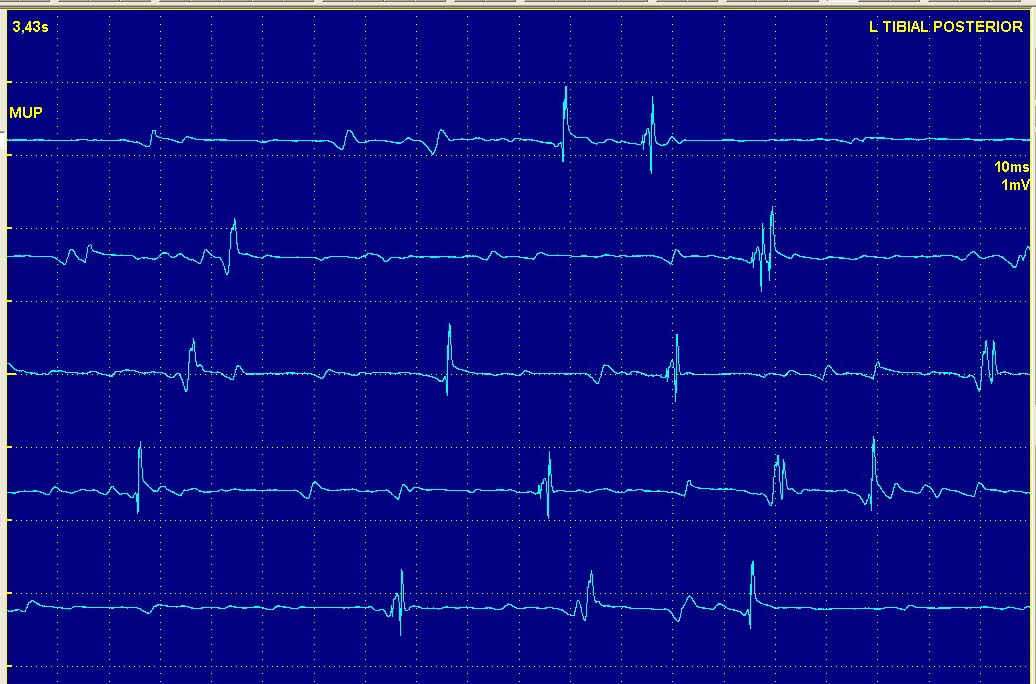 3,43s
L TIBIAL POSTERIOR
MUP
10ms
1mV